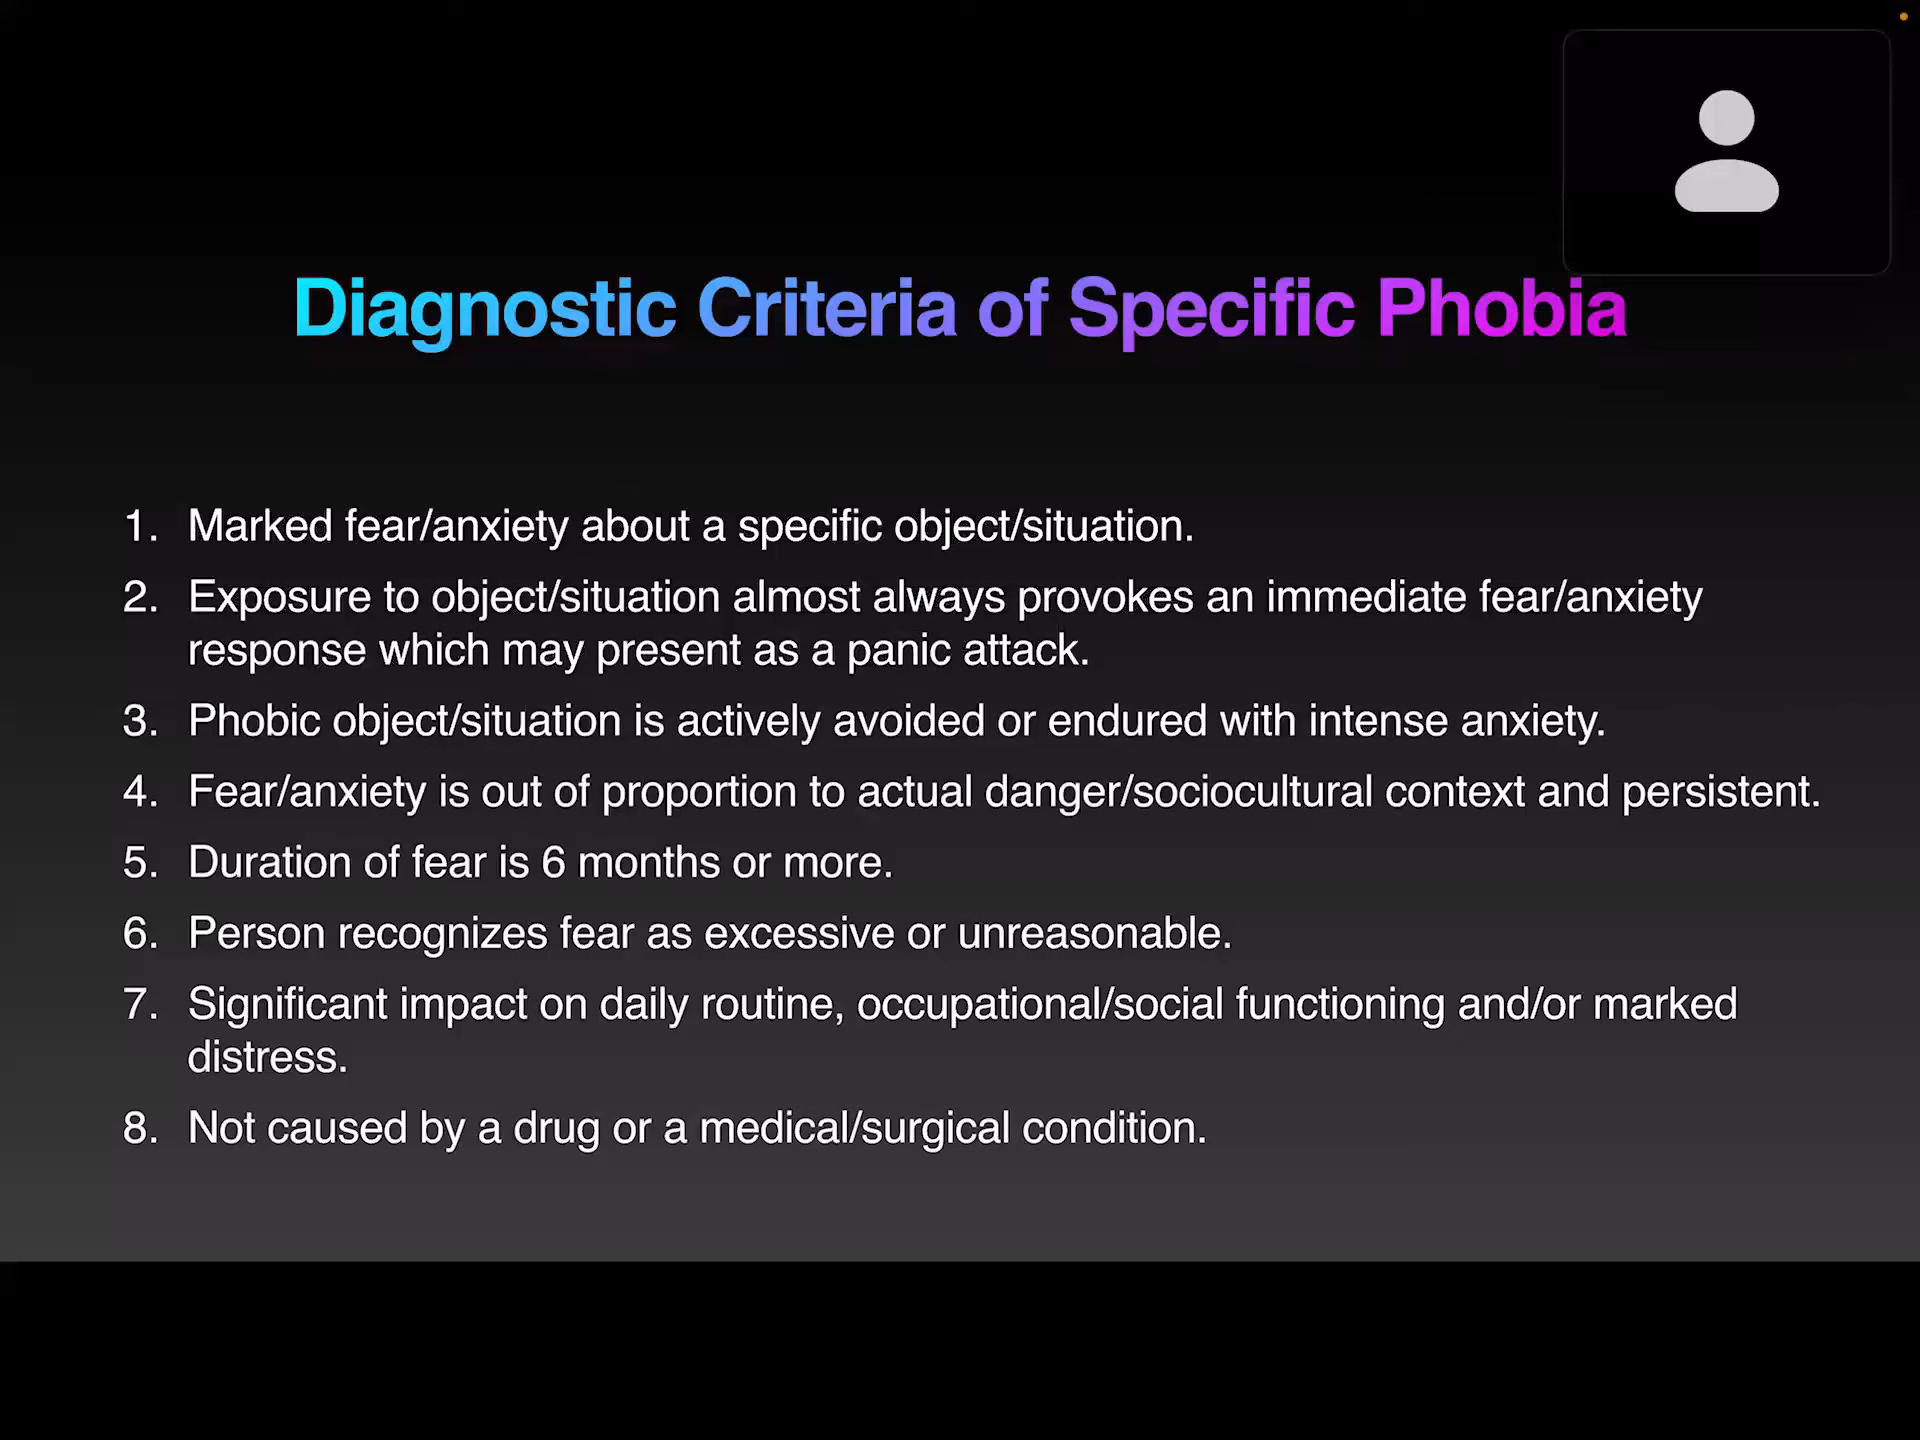 Diagnostic Criteria of Specific Phobia
1. Marked fear/anxiety about a specific object/situation.
2. Exposure to object/situation almost always provokes an immediate fear/anxiety
response which may present as a panic attack.
3. Phobic object/situation is actively avoided or endured with intense anxiety.
4. Fear/anxiety is out of proportion to actual danger/sociocultural context and persistent.
5. Duration of fear is 6 months or more.
6. Person recognizes fear as excessive or unreasonable.
7. Significant impact on daily routine, occupational/social functioning and/or marked
distress.
8. Not caused by a drug or a medical/surgical condition.